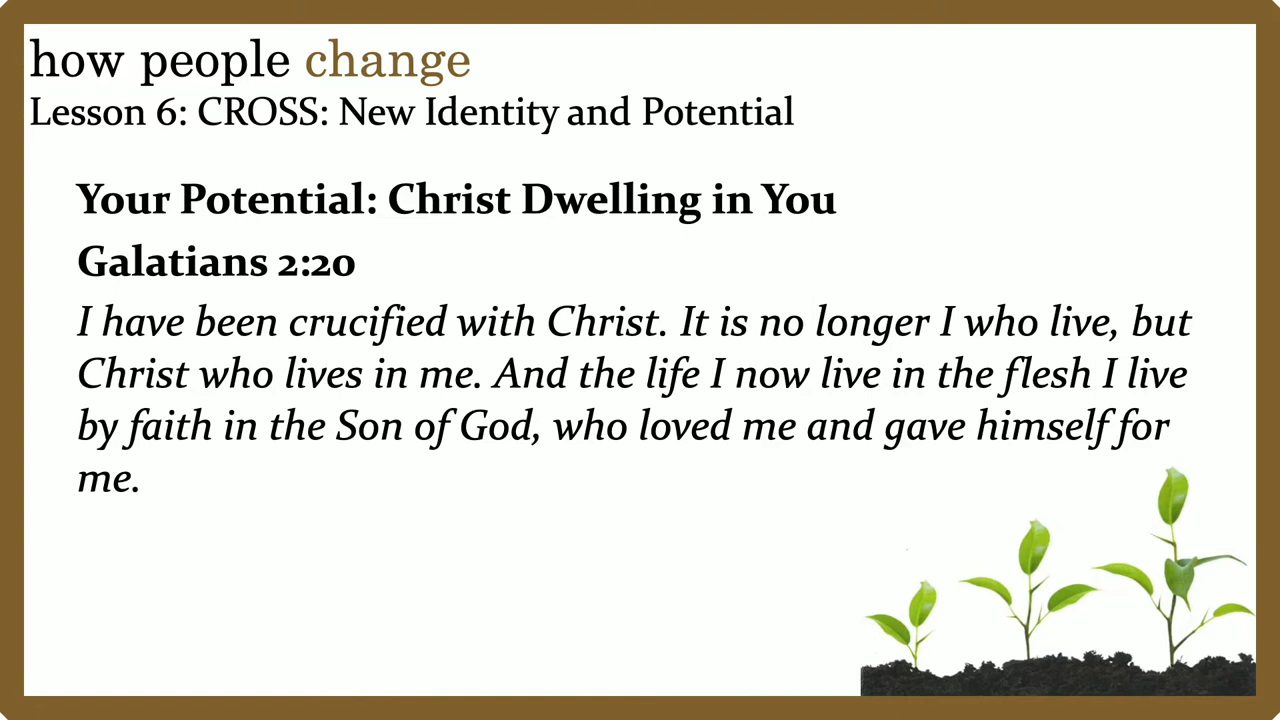 how people change
Lesson 6: CROSS: New Identity and Potential
Your Potential: Christ Dwelling in You
Galatians 2:20
I have been crucified with Christ. It is no longer I who live, but
Christ who lives in me. And the life I now live in the flesh I live
by faith in the Son of God, who loved me and gave himself for
me.